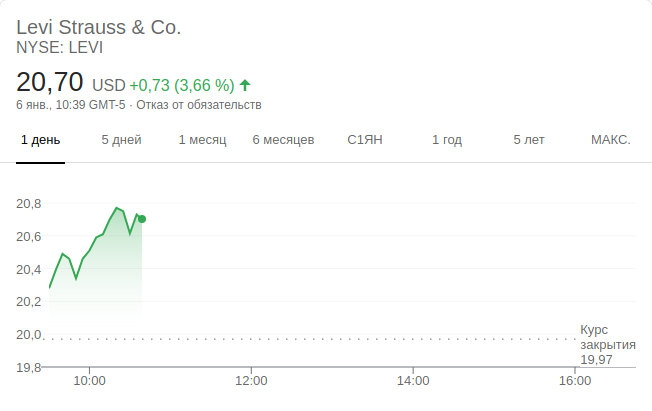 Levi Strauss & Co.
NYSE: LEVI
20,70 USD +0,73 (3,66 %)
6 янв., 10:39 GMT-5 · Отказ от обязательств
1 день 5 дней 1 месяц 6 месяцев С1ЯН 1 год 5 лет МАКС.
20,8
20,6
20,4
20,2
20,0
19,8
Курс
закрытия
19,97
10:00 12:00 14:00 16:00